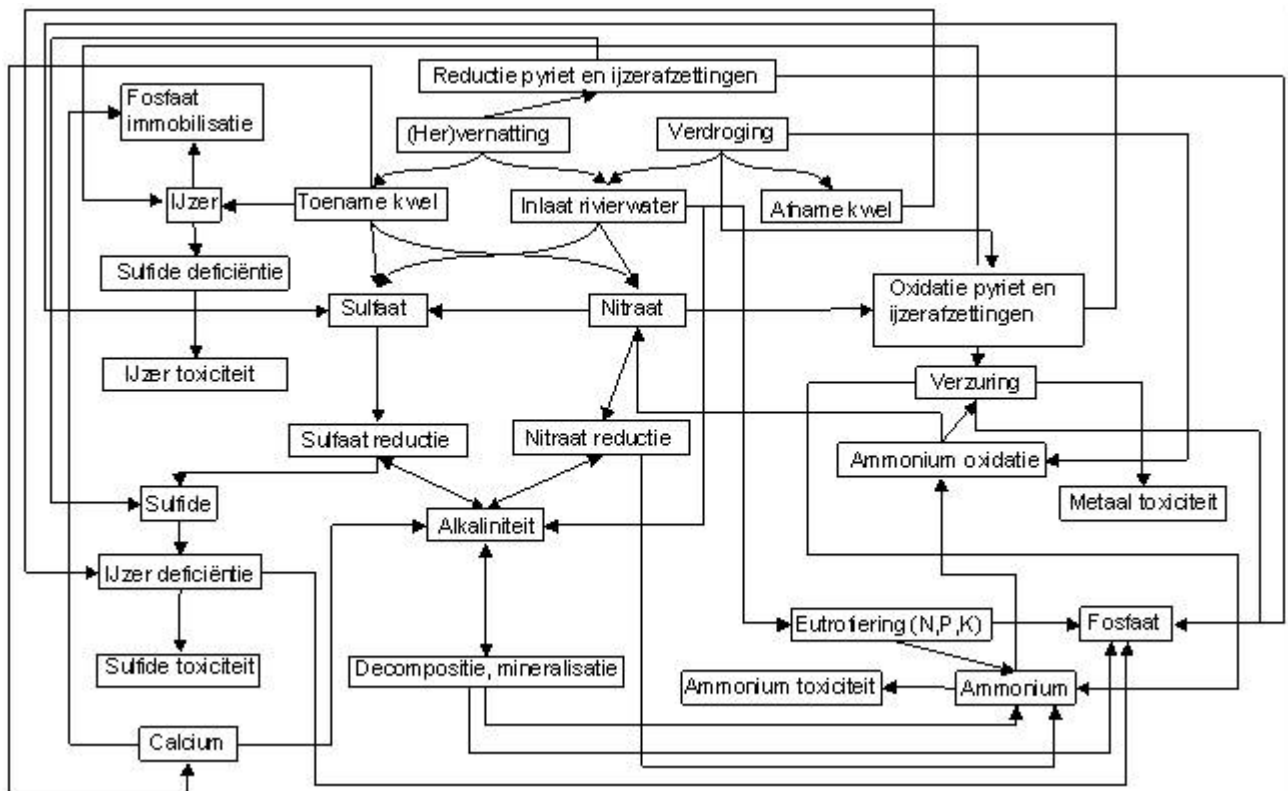 Reductie pyriet en ijzerafzettingen
Fosfaat
immobilisatie
(Her)vernatting
Verdroging
IJzer
Toename kwel
Inlaat rivierwater
Afname kwel
Sulfide deficiëntie
Oxidatie pyriet en
ijzerafzettingen
Sulfaat
Nitraat
IJzer toxiciteit
Verzuring
Sulfaat reductie
Nitraat reductie
Ammonium oxidatie
Sulfide
Metaal toxiciteit
Alkaliniteit
IJzer deficiëntie
Eutrofiering (N,P,K)
Fosfaat
Sulfide toxiciteit
Decompositie, mineralisatie
Ammonium toxiciteit
Ammonium
Calcium